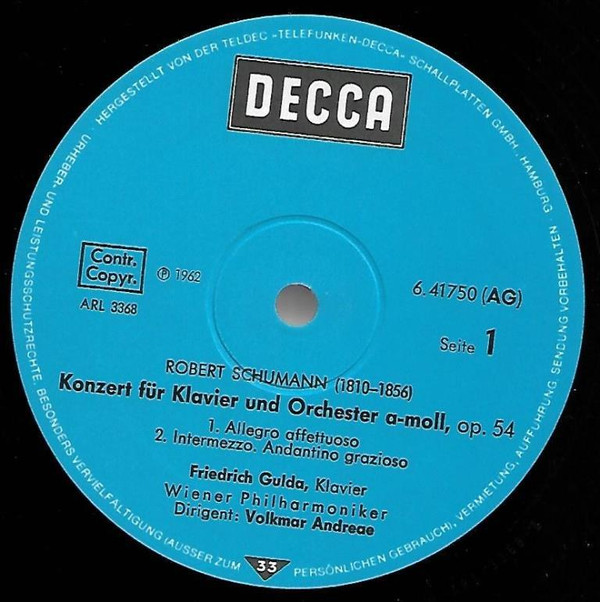 URHEBER- UND LEISTUNGSSCHUTZRECHTE, BESONDERS VERVIELFÄLTIGUNG (AUSSER ZUM PERSÖNLICHEN GEBRAUCH), VERMIETUNG, AUFFÜHRUNG, SENDUNG VORBEHALTEN
HERGESTELLT VON DER TELDEC »TELEFUNKEN-DECCA« SCHALLPLATTEN GMBH, HAMBURG
DECCA
Contr.
Copyr.
℗ 1962
6.41750 (AG)
ARL 3368
Seite 1
ROBERT SCHUMANN (1810–1856)
Konzert für Klavier und Orchester a-moll, op. 54
1. Allegro affettuoso
2. Intermezzo. Andantino grazioso
Friedrich Gulda, Klavier
Wiener Philharmoniker
Dirigent: Volkmar Andreae
33